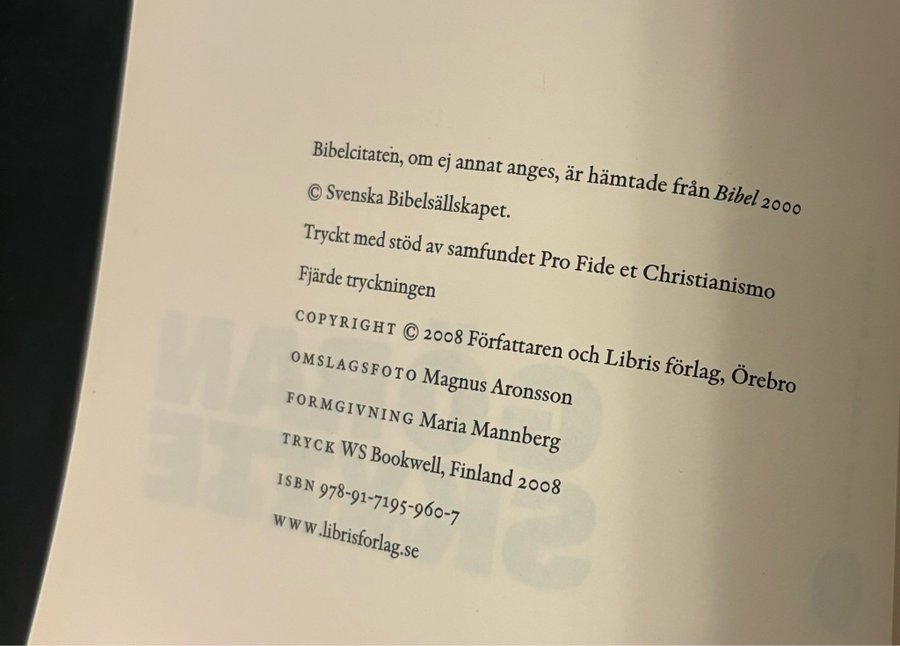 Bibelcitaten, om ej annat anges, är hämtade från Bibel 2000
© Svenska Bibelsällskapet.
Tryckt med stöd av samfundet Pro Fide et Christianismo
Fjärde tryckningen
COPYRIGHT © 2008 Författaren och Libris förlag, Örebro
OMSLAGSFOTO Magnus Aronsson
FORMGIVNING Maria Mannberg
TRYCK WS Bookwell, Finland 2008
ISBN 978-91-7195-960-7
www.librisforlag.se